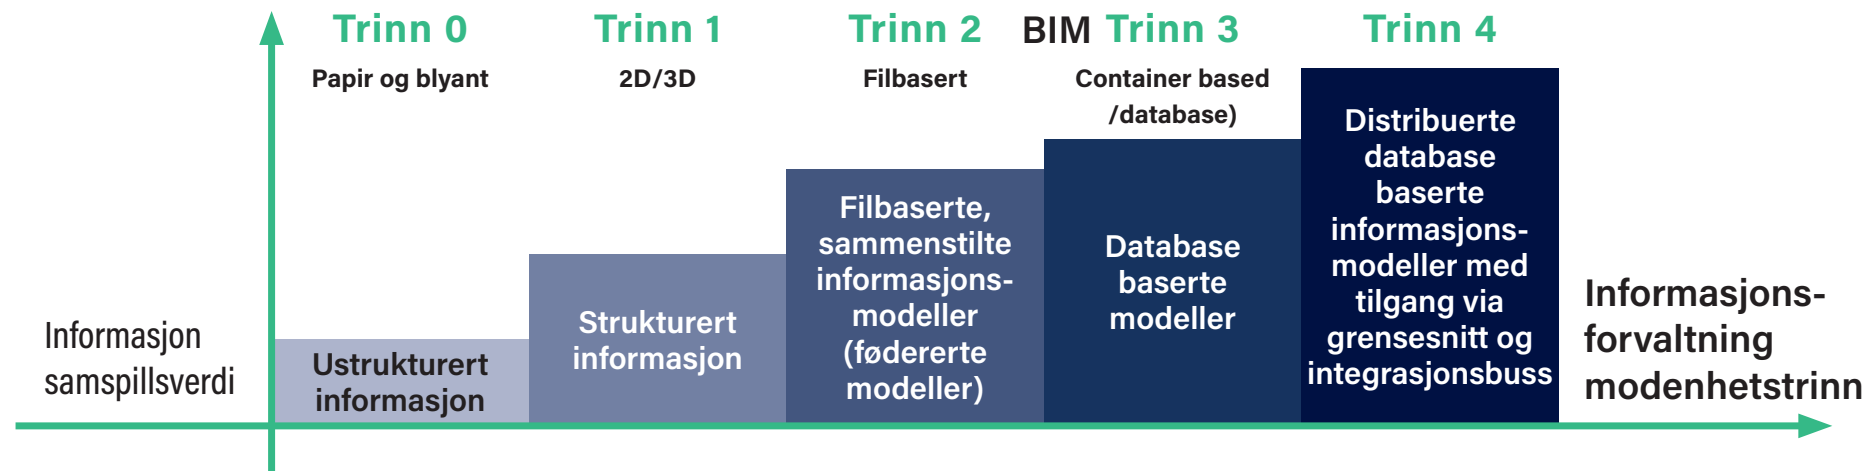 Trinn 0
Trinn 1
Trinn 2
BIM
Trinn 3
Trinn 4
Papir og blyant
2D/3D
Filbasert
Container based
/database)
Ustrukturert
informasjon
Strukturert
informasjon
Filbaserte,
sammenstilte
informasjons-
modeller
(fødererte
modeller)
Database
baserte
modeller
Distribuerte
database
baserte
informasjons-
modeller med
tilgang via
grensesnitt og
integrasjonsbuss
Informasjon
samspillsverdi
Informasjons-
forvaltning
modenhetstrinn